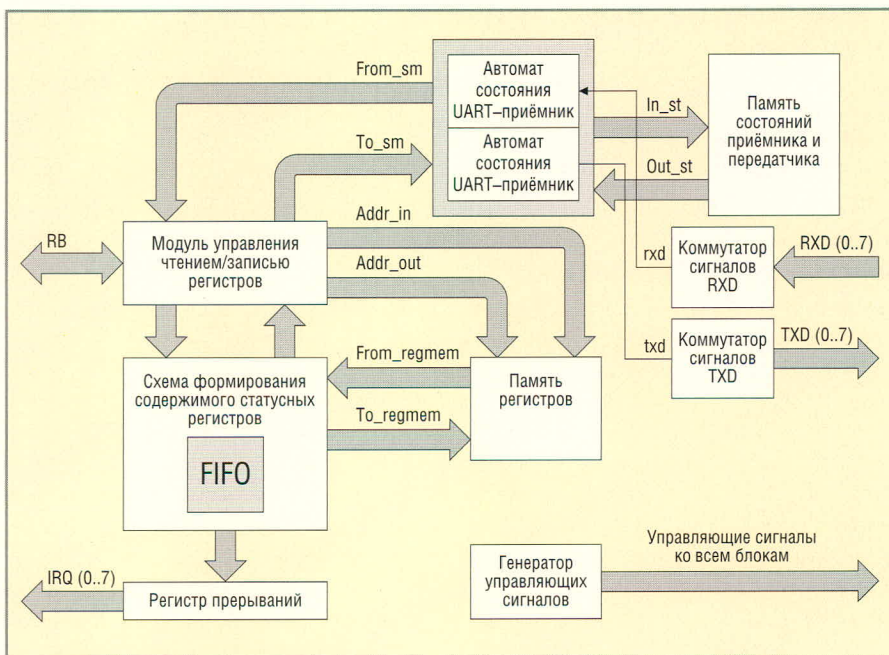 From_sm
Автомат
состояния
UART–приёмник
In_st
Память
состояний
приёмника и
передатчика
To_sm
Автомат
состояния
UART–приёмник
Out_st
Addr_in
RB
Модуль управления
чтением/записью
регистров
Addr_out
rxd
Коммутатор
сигналов
RXD
RXD (0..7)
From_regmem
txd
Коммутатор
сигналов
TXD
TXD (0..7)
Схема формирования
содержимого статусных
регистров
Память
регистров
To_regmem
FIFO
Управляющие сигналы
ко всем блокам
Генератор
управляющих
сигналов
IRQ (0..7)
Регистр прерываний